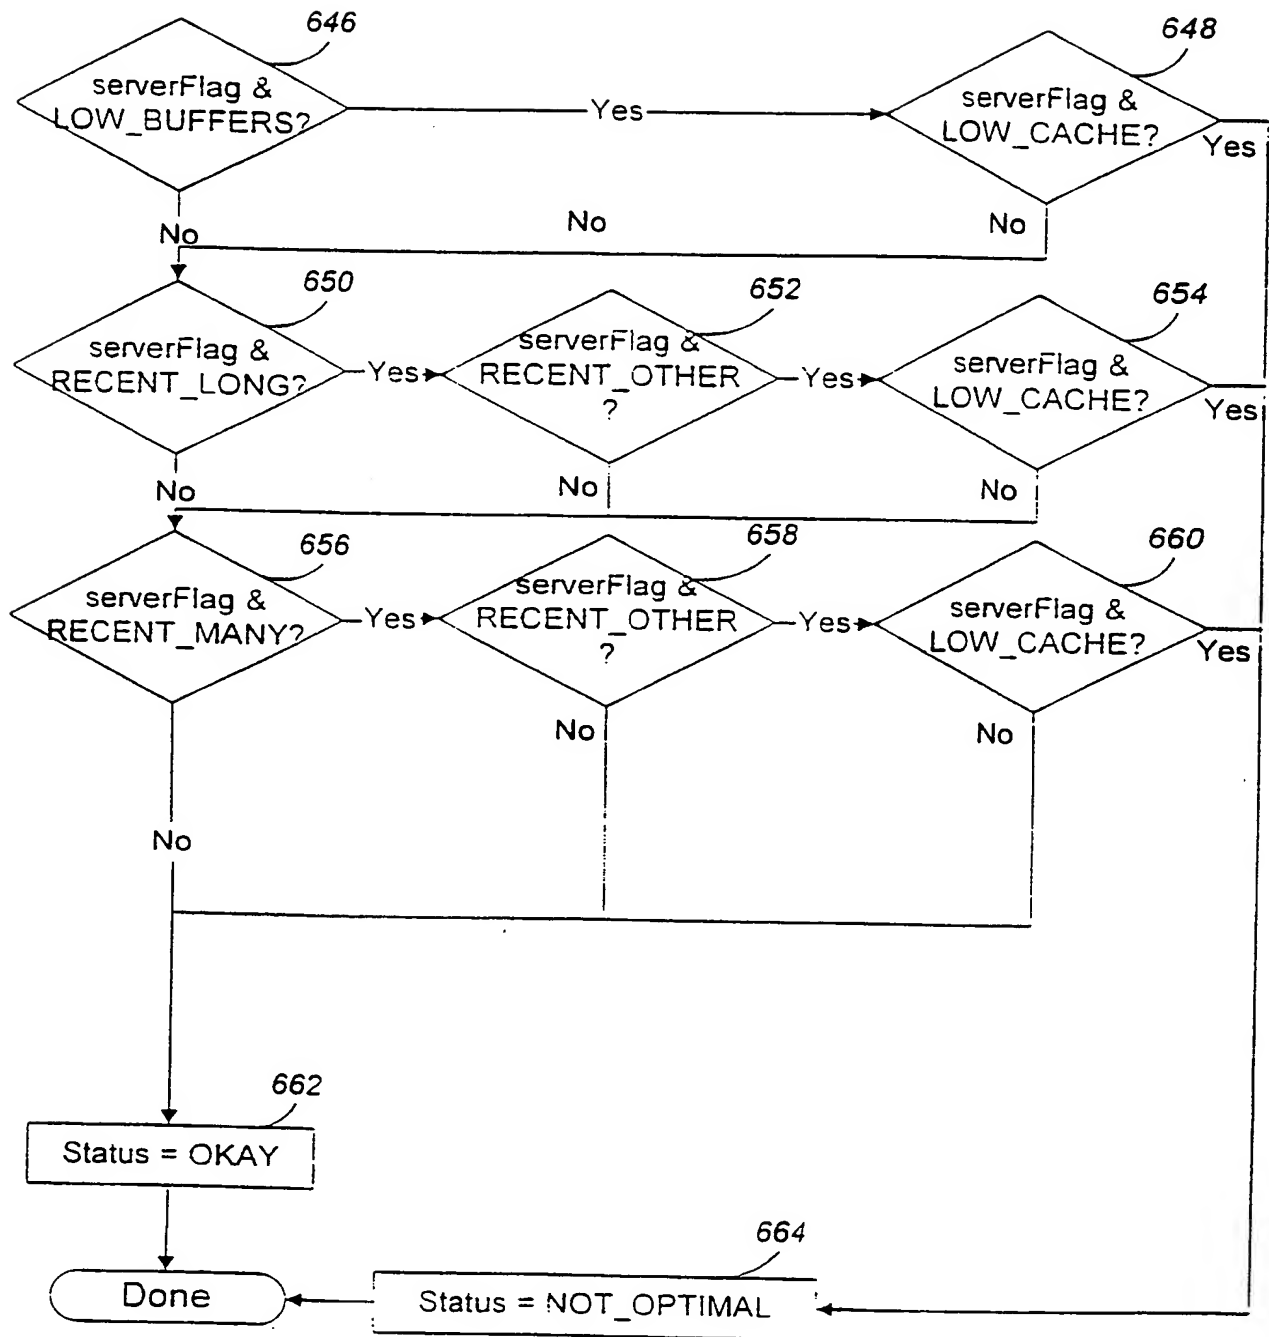 646
serverFlag &
LOW_BUFFERS?
Yes
648
serverFlag &
LOW_CACHE?
Yes
No
No
No
650
serverFlag &
RECENT_LONG?
Yes
652
serverFlag &
RECENT_OTHER
?
Yes
654
serverFlag &
LOW_CACHE?
Yes
No
No
No
656
serverFlag &
RECENT_MANY?
Yes
658
serverFlag &
RECENT_OTHER
?
Yes
660
serverFlag &
LOW_CACHE?
Yes
No
No
No
662
Status = OKAY
664
Done
Status = NOT_OPTIMAL